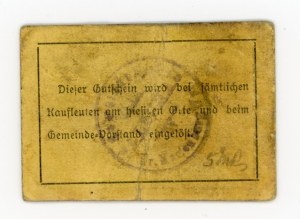 Dieser Gutschein wird bei sämtlichen
Kaufleuten am hiesigen Orte und beim
Gemeinde-Vorstand eingelöst.